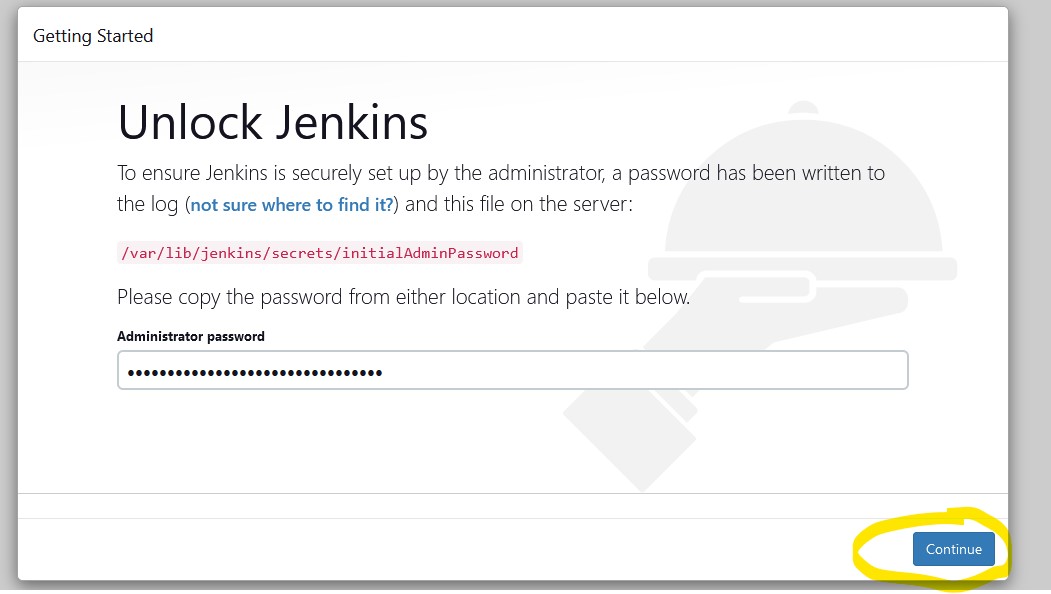 Getting Started
Unlock Jenkins
To ensure Jenkins is securely set up by the administrator, a password has been written to
the log (not sure where to find it?) and this file on the server:
/var/lib/jenkins/secrets/initialAdminPassword
Please copy the password from either location and paste it below.
Administrator password
••••••••••••••••••••••••••••••••
Continue